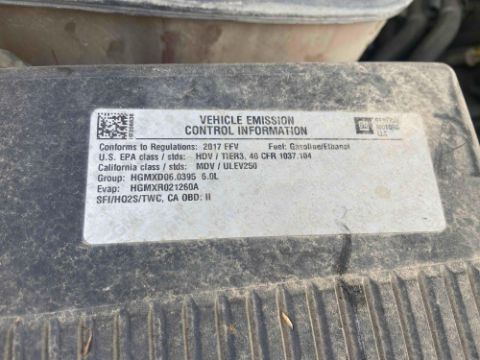 VEHICLE EMISSION
CONTROL INFORMATION
GM
Conforms to Regulations: 2017 FFV Fuel: Gasoline/Ethanol
U.S. EPA class / stds: HDV / TIER3, 40 CFR 1037.104
California class / stds: MDV / ULEV250
Group: HGMXD06.0395 6.0L
Evap: HGMXR021260A
SFI/HO2S/TWC, CA OBD: II